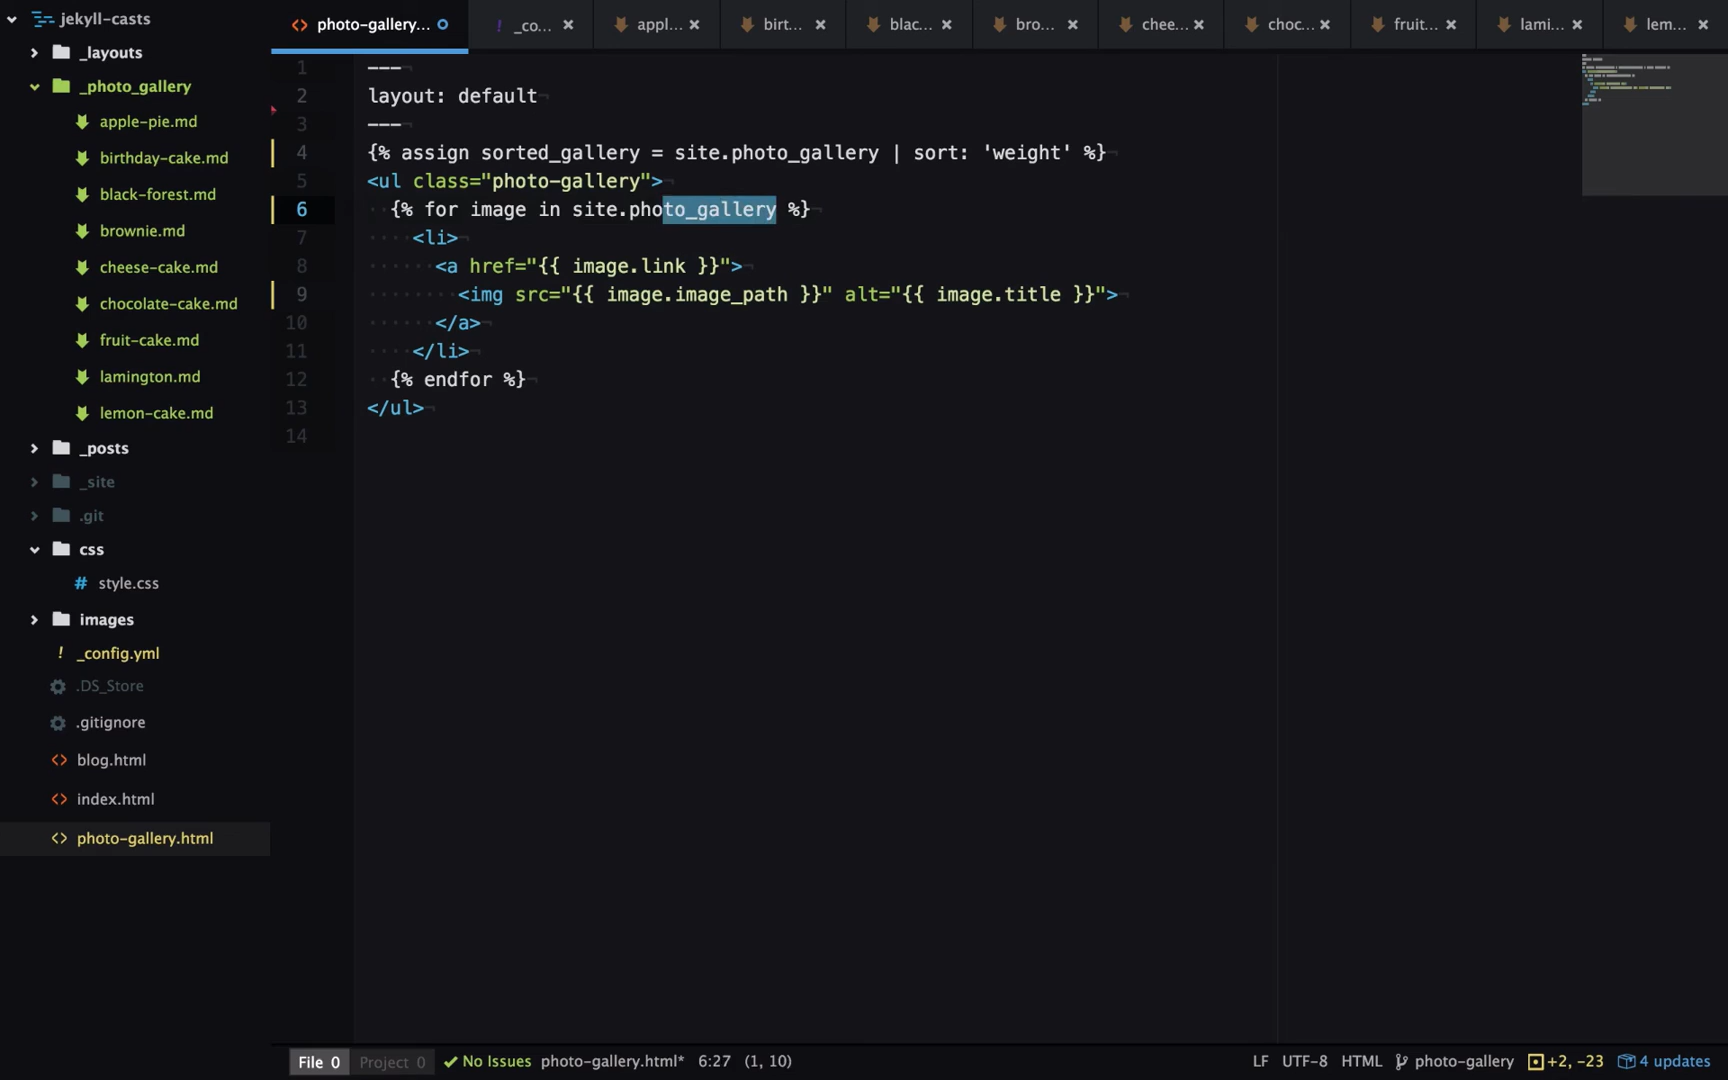 jekyll-casts
_layouts
_photo_gallery
apple-pie.md
birthday-cake.md
black-forest.md
brownie.md
cheese-cake.md
chocolate-cake.md
fruit-cake.md
lamington.md
lemon-cake.md
_posts
_site
.git
css
# style.css
images
! _config.yml
.DS_Store
.gitignore
<> blog.html
<> index.html
<> photo-gallery.html
<> photo-gallery... ! _co... × appl... × birt... × blac... × bro... × chee... × choc... × fruit... × lami... × lem... ×
1 ---
2 layout: default
3 ---
4 {% assign sorted_gallery = site.photo_gallery | sort: 'weight' %}
5 <ul class="photo-gallery">
6 {% for image in site.photo_gallery %}
7 <li>
8 <a href="{{ image.link }}">
9 <img src="{{ image.image_path }}" alt="{{ image.title }}">
10 </a>
11 </li>
12 {% endfor %}
13 </ul>
14
File 0 Project 0 No Issues photo-gallery.html* 6:27 (1, 10) LF UTF-8 HTML photo-gallery +2, -23 4 updates